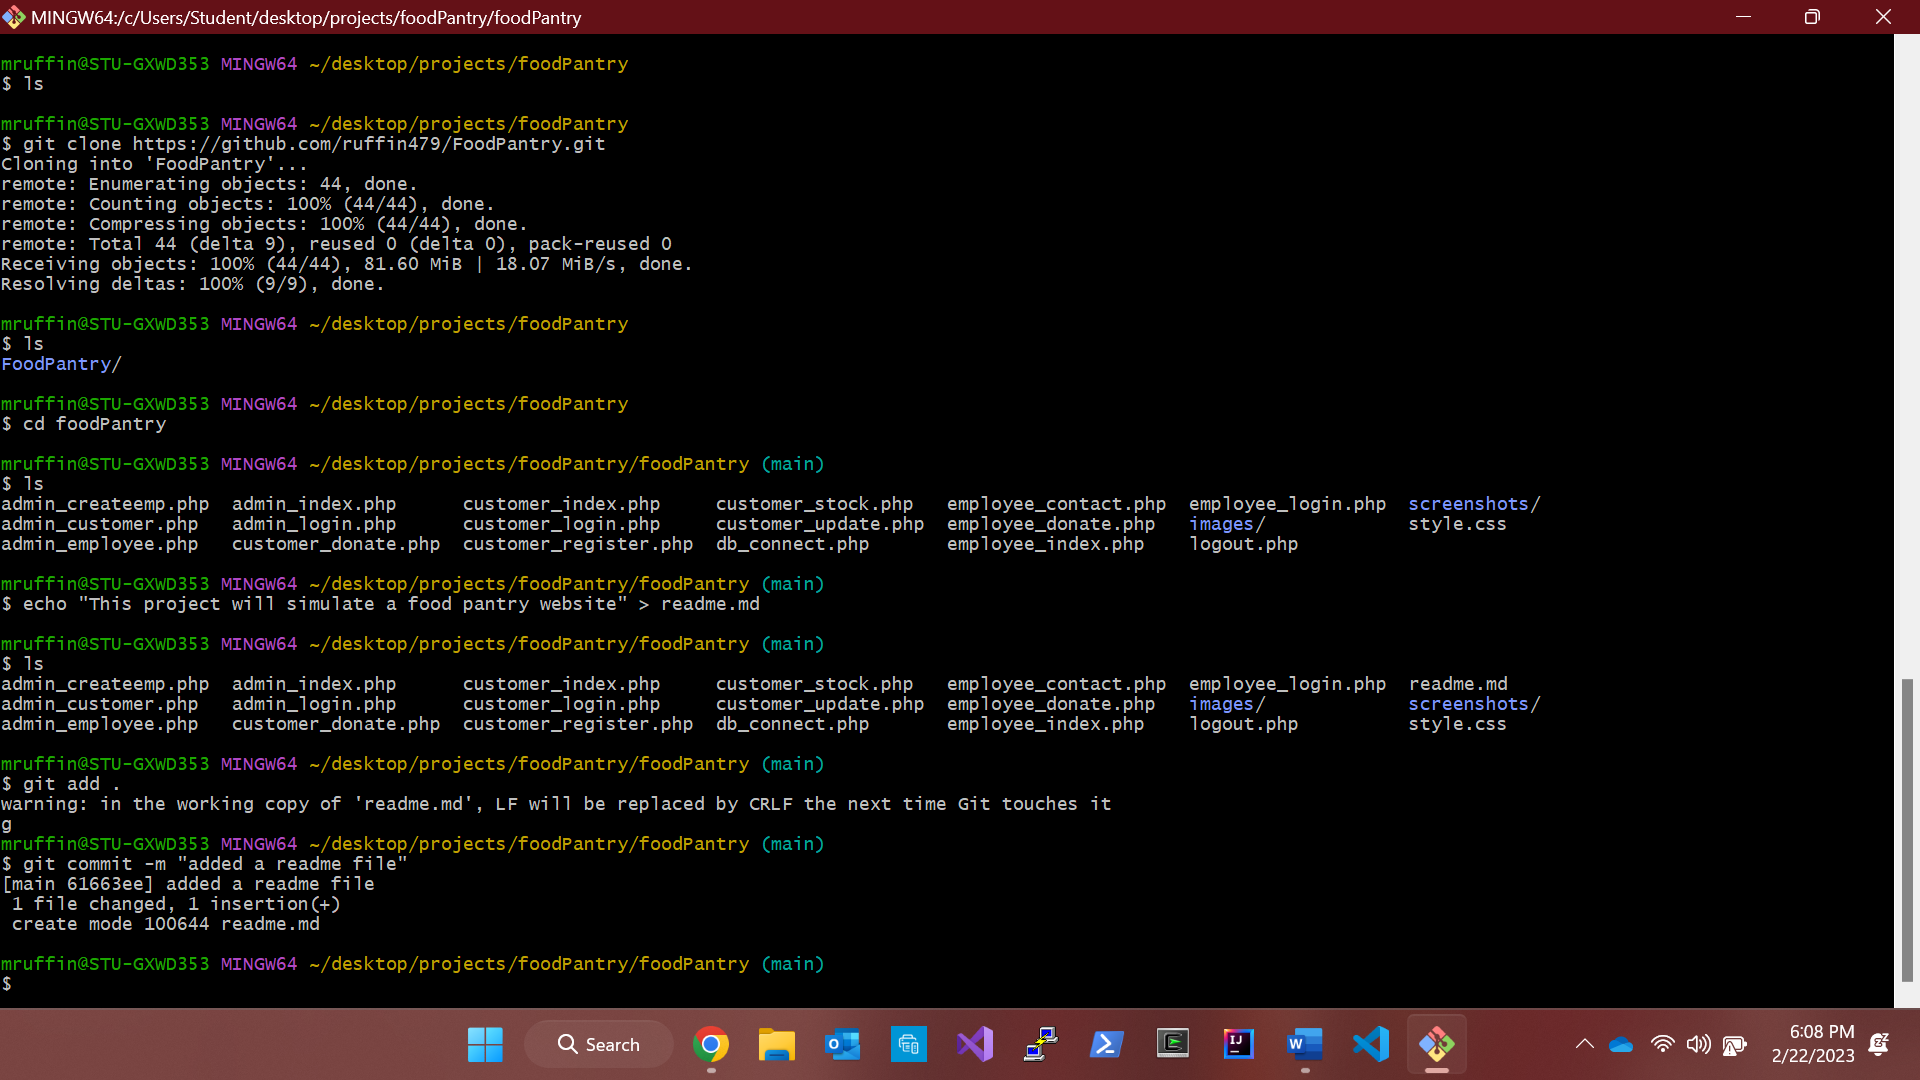 MINGW64:/c/Users/Student/desktop/projects/foodPantry/foodPantry
mruffin@STU-GXWD353 MINGW64 ~/desktop/projects/foodPantry
$ ls
mruffin@STU-GXWD353 MINGW64 ~/desktop/projects/foodPantry
$ git clone https://github.com/ruffin479/FoodPantry.git
Cloning into 'FoodPantry'...
remote: Enumerating objects: 44, done.
remote: Counting objects: 100% (44/44), done.
remote: Compressing objects: 100% (44/44), done.
remote: Total 44 (delta 9), reused 0 (delta 0), pack-reused 0
Receiving objects: 100% (44/44), 81.60 MiB | 18.07 MiB/s, done.
Resolving deltas: 100% (9/9), done.
mruffin@STU-GXWD353 MINGW64 ~/desktop/projects/foodPantry
$ ls
FoodPantry/
mruffin@STU-GXWD353 MINGW64 ~/desktop/projects/foodPantry
$ cd foodPantry
mruffin@STU-GXWD353 MINGW64 ~/desktop/projects/foodPantry/foodPantry (main)
$ ls
admin_createemp.php admin_index.php customer_index.php customer_stock.php employee_contact.php employee_login.php screenshots/
admin_customer.php admin_login.php customer_login.php customer_update.php employee_donate.php images/ style.css
admin_employee.php customer_donate.php customer_register.php db_connect.php employee_index.php logout.php
mruffin@STU-GXWD353 MINGW64 ~/desktop/projects/foodPantry/foodPantry (main)
$ echo "This project will simulate a food pantry website" > readme.md
mruffin@STU-GXWD353 MINGW64 ~/desktop/projects/foodPantry/foodPantry (main)
$ ls
admin_createemp.php admin_index.php customer_index.php customer_stock.php employee_contact.php employee_login.php readme.md
admin_customer.php admin_login.php customer_login.php customer_update.php employee_donate.php images/ screenshots/
admin_employee.php customer_donate.php customer_register.php db_connect.php employee_index.php logout.php style.css
mruffin@STU-GXWD353 MINGW64 ~/desktop/projects/foodPantry/foodPantry (main)
$ git add .
warning: in the working copy of 'readme.md', LF will be replaced by CRLF the next time Git touches it
g
mruffin@STU-GXWD353 MINGW64 ~/desktop/projects/foodPantry/foodPantry (main)
$ git commit -m "added a readme file"
[main 61663ee] added a readme file
1 file changed, 1 insertion(+)
create mode 100644 readme.md
mruffin@STU-GXWD353 MINGW64 ~/desktop/projects/foodPantry/foodPantry (main)
$
Search
6:08 PM
2/22/2023